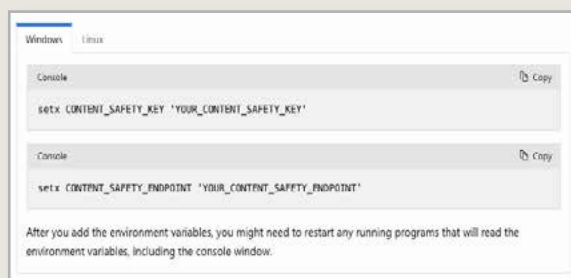 Windows Linux
Console Copy
setx CONTENT_SAFETY_KEY 'YOUR_CONTENT_SAFETY_KEY'
Console Copy
setx CONTENT_SAFETY_ENDPOINT 'YOUR_CONTENT_SAFETY_ENDPOINT'
After you add the environment variables, you might need to restart any running programs that will read the
environment variables, including the console window.